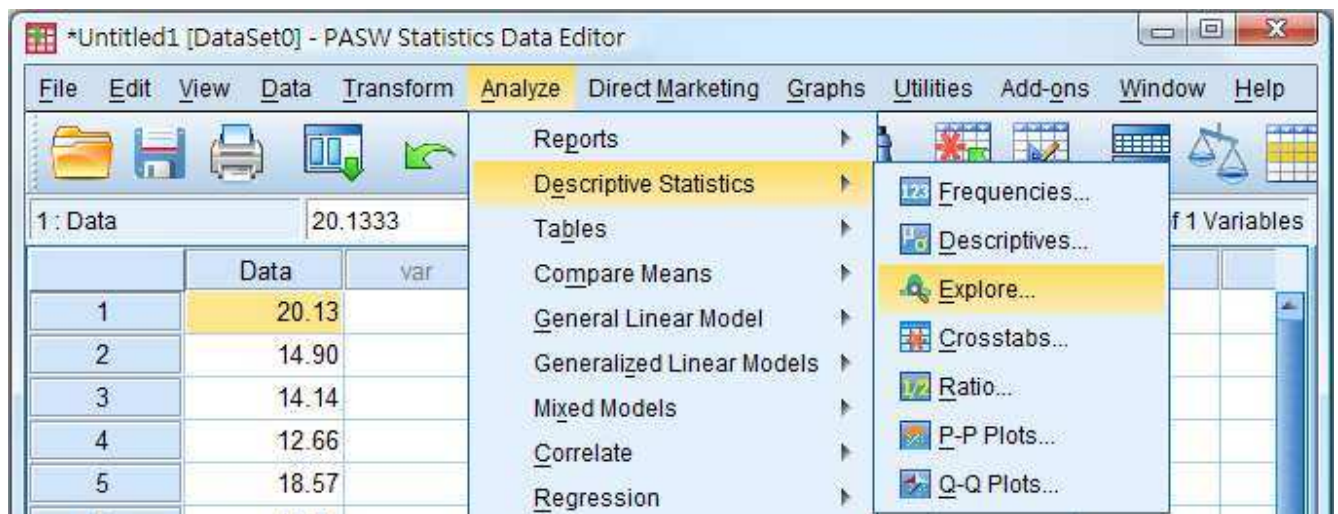 *Untitled1 [DataSet0] - PASW Statistics Data Editor
File Edit View Data Transform Analyze Direct Marketing Graphs Utilities Add-ons Window Help
1 : Data 20.1333 f 1 Variables
Data var
1 20.13
2 14.90
3 14.14
4 12.66
5 18.57
Reports
Descriptive Statistics
Tables
Compare Means
General Linear Model
Generalized Linear Models
Mixed Models
Correlate
Regression
123 Frequencies...
Descriptives...
Explore...
Crosstabs...
1/2 Ratio...
P-P Plots...
Q-Q Plots...